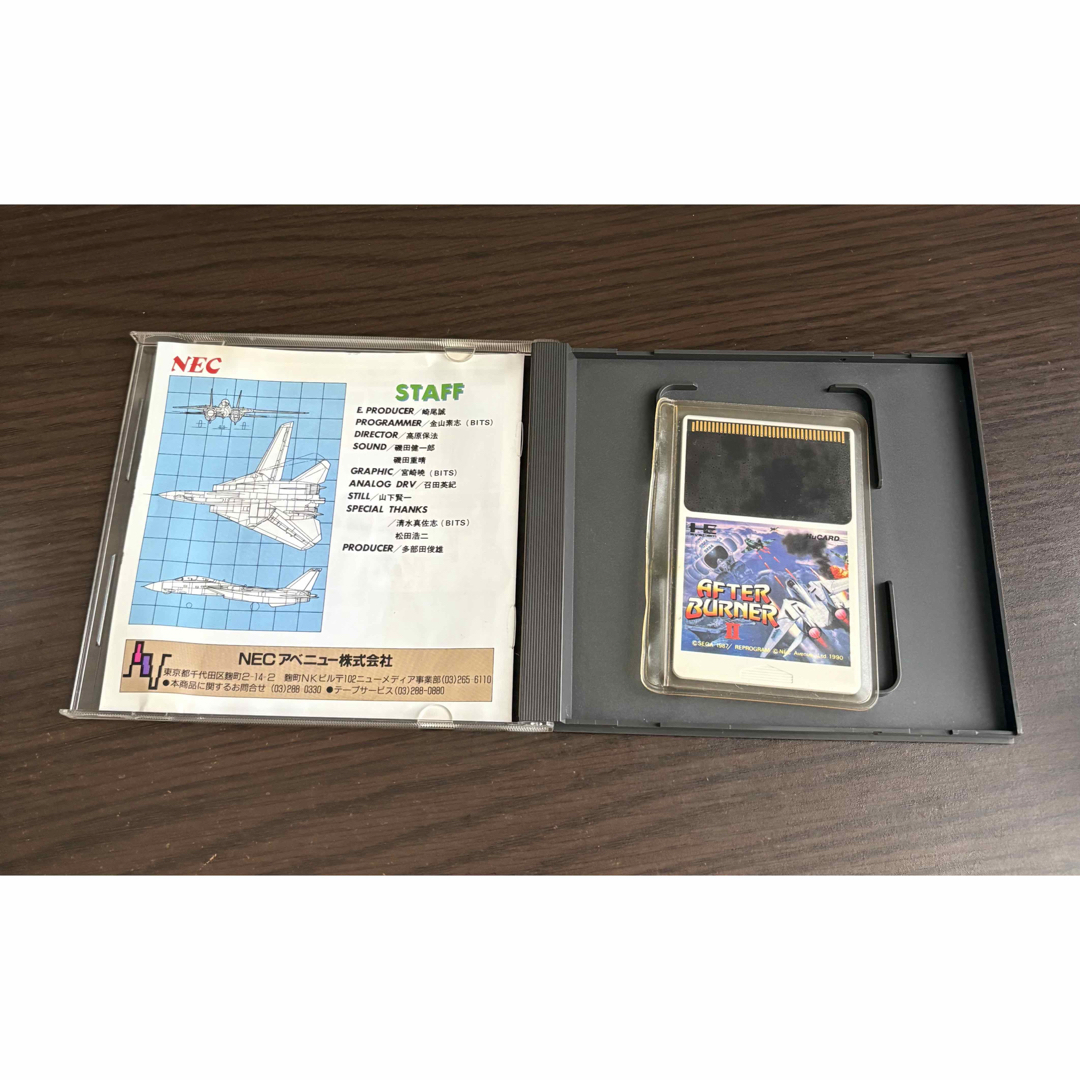 NEC
STAFF
E. PRODUCER/崎尾誠
PROGRAMMER/金山素志 (BITS)
DIRECTOR/高原保法
SOUND/磯田健一郎
磯田重晴
GRAPHIC/宮崎暁 (BITS)
ANALOG DRV/召田英紀
STILL/山下賢一
SPECIAL THANKS
/清水真佐志 (BITS)
松田浩二
PRODUCER/多部田俊雄
NECアベニュー株式会社
東京都千代田区麹町2-14-2 麹町NKビル〒102ニューメディア事業部(03)265 6110
●本商品に関するお問合せ (03)288-0330 ●テープサービス(03)288-0880
HE
HuCARD
AFTER
BURNER
II
©SEGA 1987/ REPROGRAM © NEC Avenue, Ltd 1990